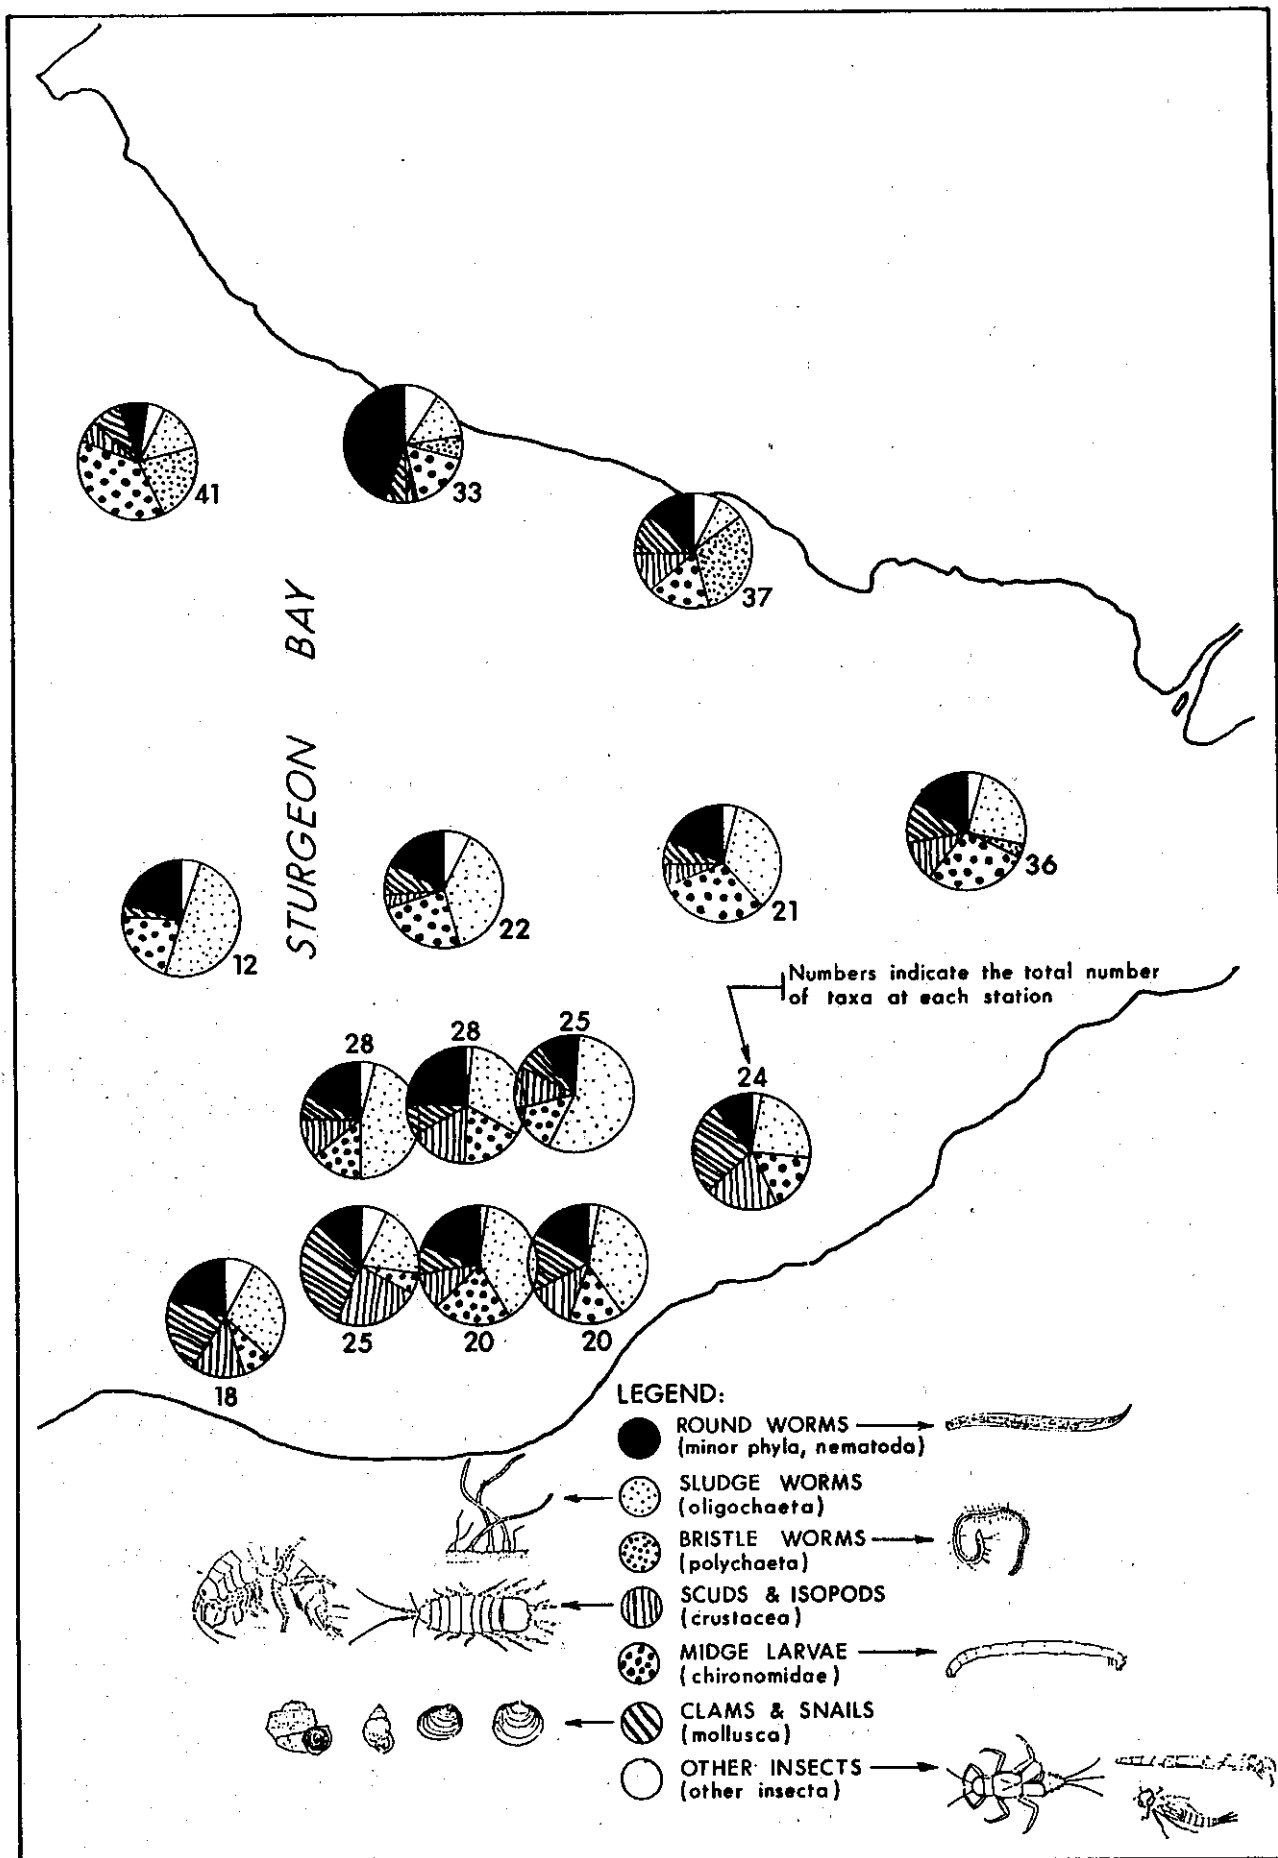 41
33
37
STURGEON BAY
12
22
21
36
Numbers indicate the total number
of taxa at each station
28
28
25
24
18
25
20
20
LEGEND:
ROUND WORMS
(minor phyla, nematoda)
SLUDGE WORMS
(oligochaeta)
BRISTLE WORMS
(polychaeta)
SCUDS & ISOPODS
(crustacea)
MIDGE LARVAE
(chironomidae)
CLAMS & SNAILS
(mollusca)
OTHER INSECTS
(other insecta)